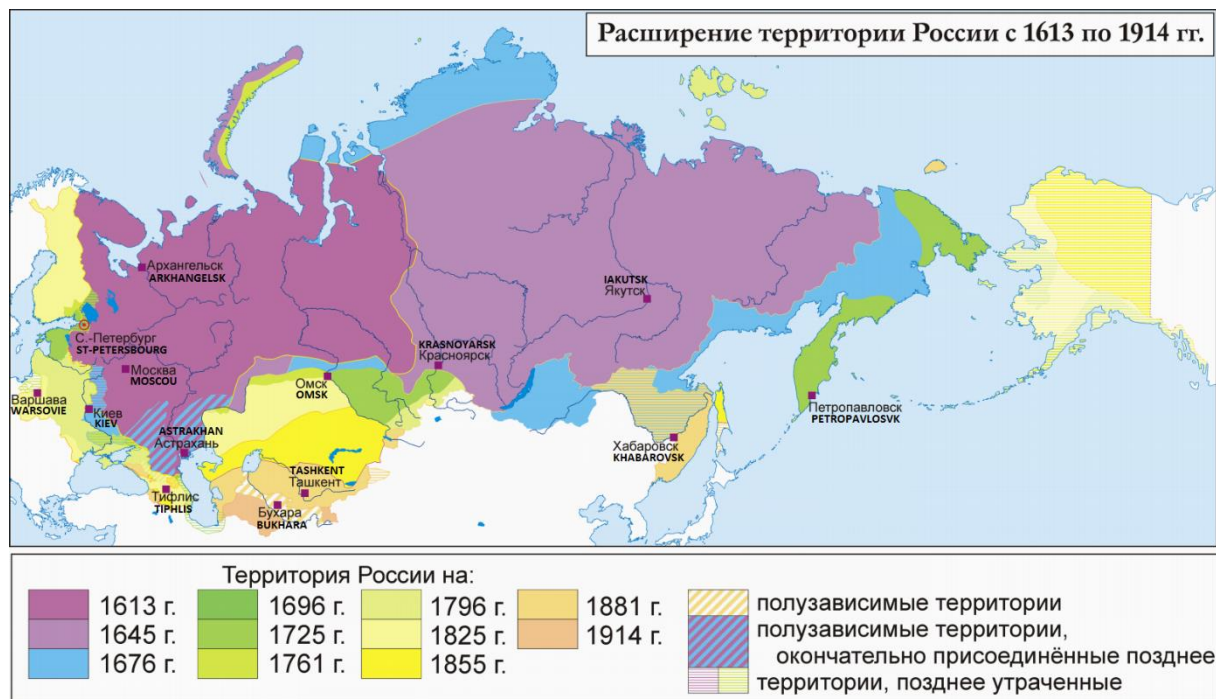 Расширение территории России с 1613 по 1914 гг.
Архангельск
ARKHANGELSK
IAKUTSK
Якутск
С.-Петербург
ST-PETERSBOURG
KRASNOYARSK
Красноярск
Москва
MOSCOU
Омск
OMSK
Варшава
WARSOVIE
Киев
KIEV
Петропавловск
PETROPAVLOSVK
ASTRAKHAN
Астрахань
Хабаровск
KHABAROVSK
TASHKENT
Ташкент
Тифлис
TIPHLIS
Бухара
BUKHARA
Территория России на:
1613 г.
1645 г.
1676 г.
1696 г.
1725 г.
1761 г.
1796 г.
1825 г.
1855 г.
1881 г.
1914 г.
полузависимые территории
полузависимые территории,
окончательно присоединённые позднее
территории, позднее утраченные